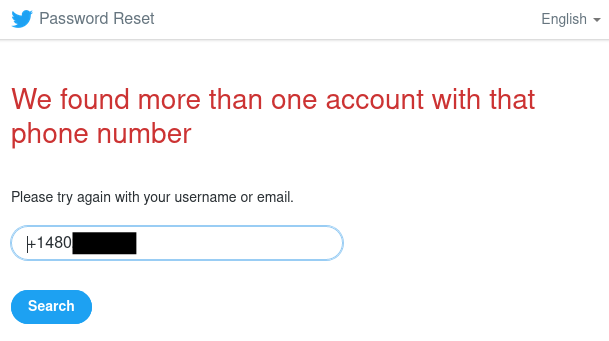 Password Reset
English
We found more than one account with that
phone number
Please try again with your username or email.
+1480
Search